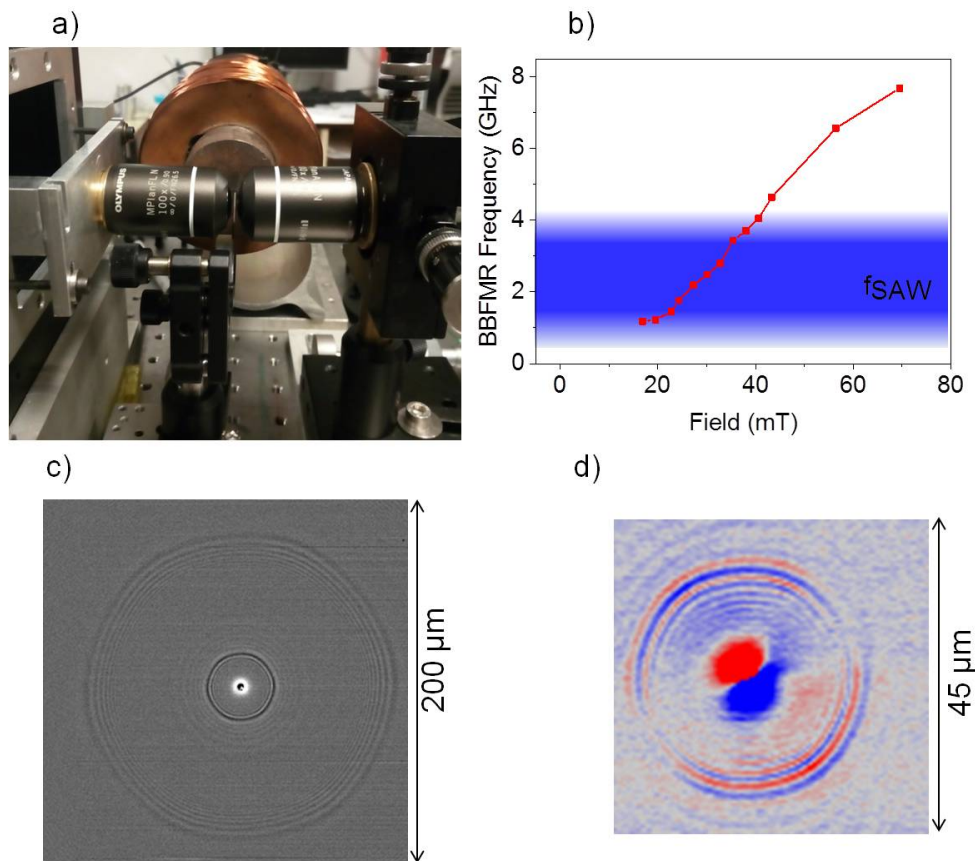 a)
OLYMPUS
MPlanFLN
100x/0.90
b)
BBFMR Frequency (GHz)
8
6
4
2
0
fSAW
0
20
40
60
80
Field (mT)
c)
200 µm
d)
45 µm